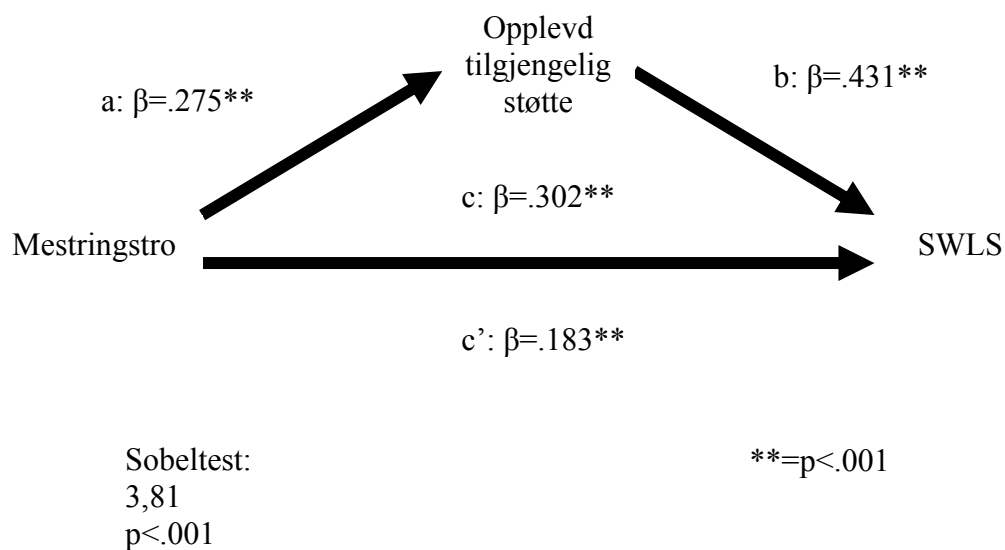 Opplevd
tilgjengelig
støtte
a: β=.275**
b: β=.431**
c: β=.302**
Mestringstro
SWLS
c’: β=.183**
Sobeltest:
3,81
p<.001
**=p<.001